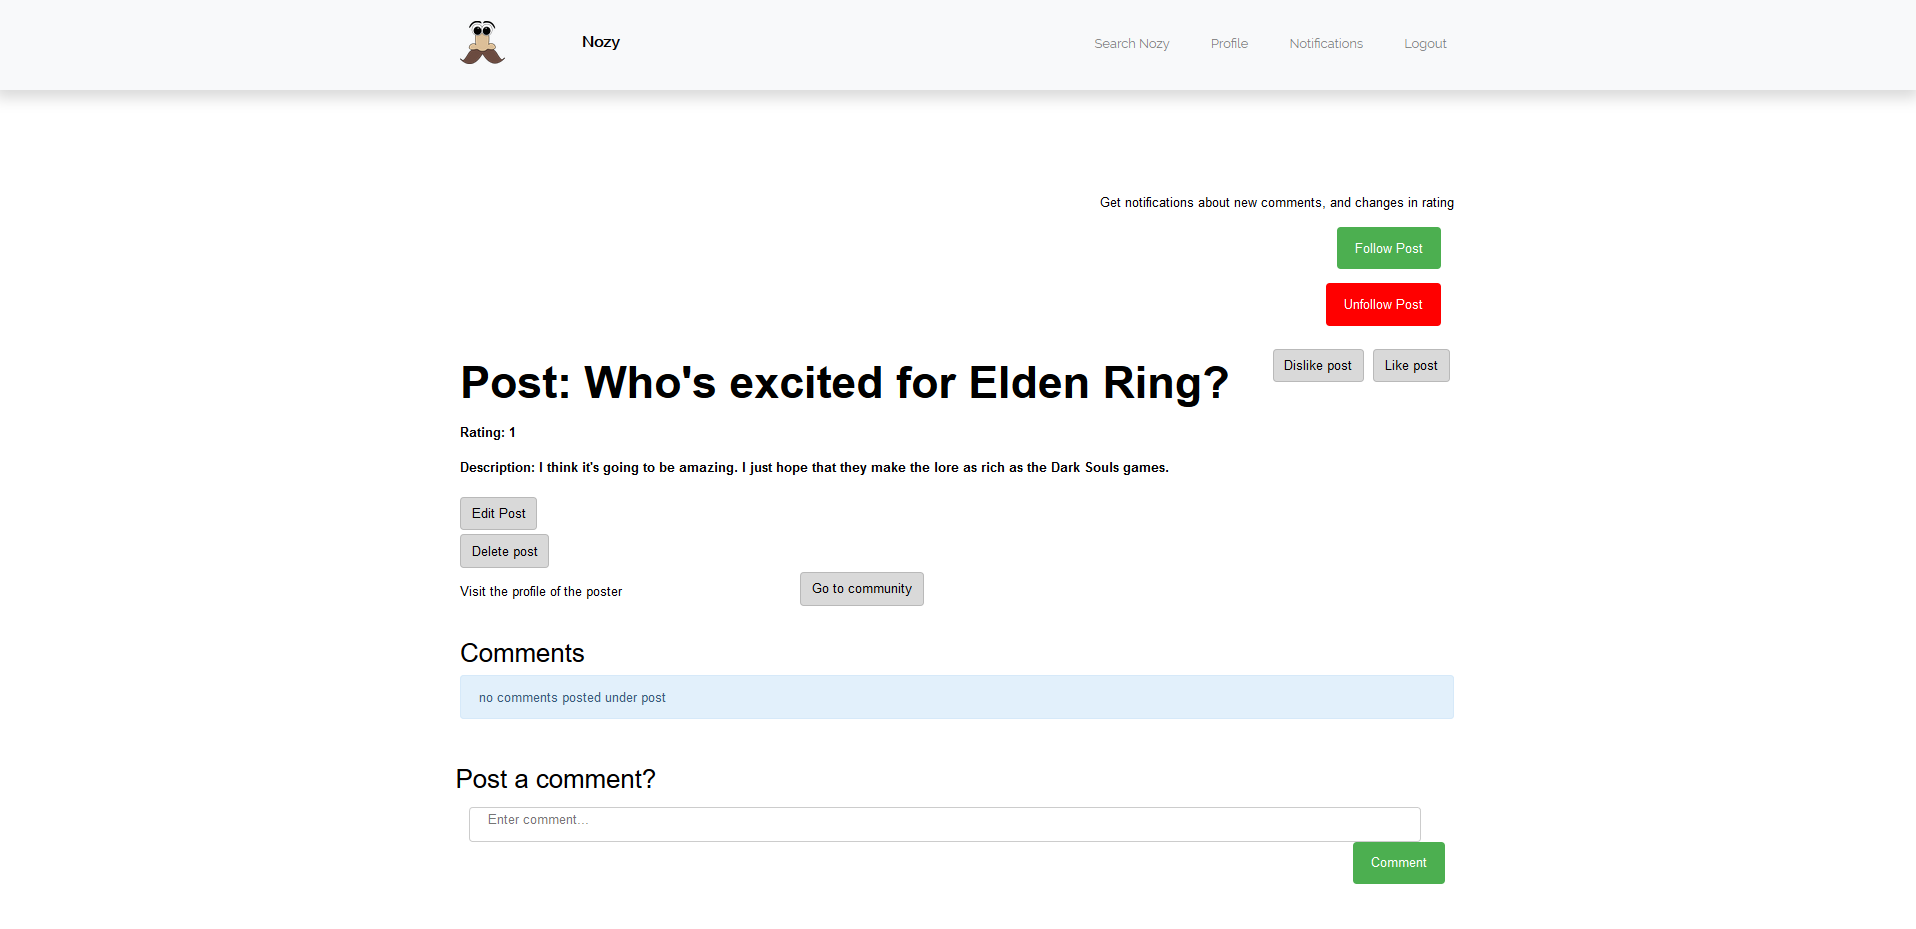 Nozy
Search Nozy
Profile
Notifications
Logout
Get notifications about new comments, and changes in rating
Follow Post
Unfollow Post
Dislike post
Like post
Post: Who's excited for Elden Ring?
Rating: 1
Description: I think it's going to be amazing. I just hope that they make the lore as rich as the Dark Souls games.
Edit Post
Delete post
Visit the profile of the poster
Go to community
Comments
no comments posted under post
Post a comment?
Enter comment...
Comment